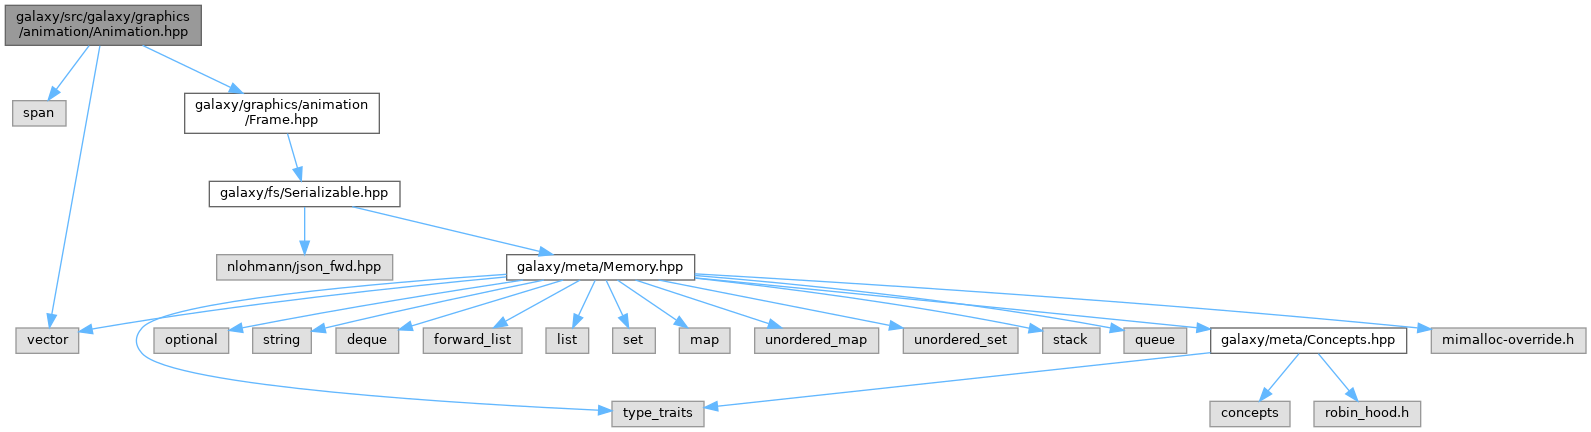 galaxy/src/galaxy/graphics
/animation/Animation.hpp
span
galaxy/graphics/animation
/Frame.hpp
galaxy/fs/Serializable.hpp
nlohmann/json_fwd.hpp
galaxy/meta/Memory.hpp
vector
optional
string
deque
forward_list
list
set
map
unordered_map
unordered_set
stack
queue
galaxy/meta/Concepts.hpp
mimalloc-override.h
type_traits
concepts
robin_hood.h